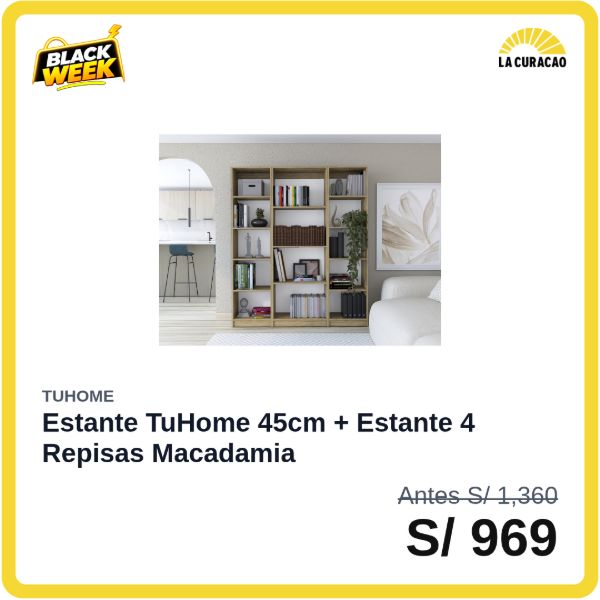 BLACK
WEEK
LA CURACAO
TUHOME
Estante TuHome 45cm + Estante 4
Repisas Macadamia
Antes S/ 1,360
S/ 969